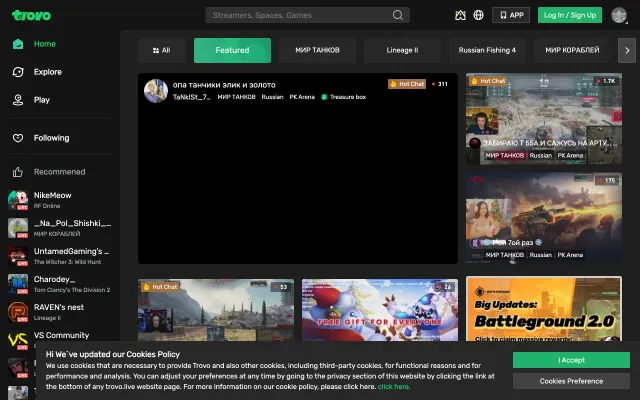 trovo
Streamers, Spaces, Games
APP
Log In / Sign Up
Home
Explore
Play
Following
Recommened
NikeMeow
RF Online
LIVE
_Na_Pol_Shishki_...
МИР КОРАБЛЕЙ
LIVE
UntamedGaming's ...
The Witcher 3: Wild Hunt
LIVE
Charodey_
Tom Clancy's The Division 2
LIVE
RAVEN's nest
Lineage II
LIVE
VS Community
All
Featured
МИР ТАНКОВ
Lineage II
Russian Fishing 4
МИР КОРАБЛЕЙ
опа танчики элик и золото
TaNkISt_7...
МИР ТАНКОВ
Russian
PK Arena
Treasure box
Hot Chat
311
Hot Chat
1.7K
ЗАБИРАЮ Т 55А И САЖУСЬ НА АРТУ...
МИР ТАНКОВ
Russian
PK Arena
175
Мой 7ой раз
МИР ТАНКОВ
Russian
PK Arena
Hot Chat
53
26
FREE GIFT FOR EVERYONE
BATTLEGROUND
Big Updates:
Battleground 2.0
Click to claim massive rewards!
Hi We`ve updated our Cookies Policy
We use cookies that are necessary to provide Trovo and also other cookies, including third-party cookies, for functional reasons and for
performance and analysis. You can adjust your preferences at any time by going to the privacy section of this website by clicking the link at
the bottom of any trovo.live website page. For more information on our cookie policy, please click here. click here.
I Accept
Cookies Preference